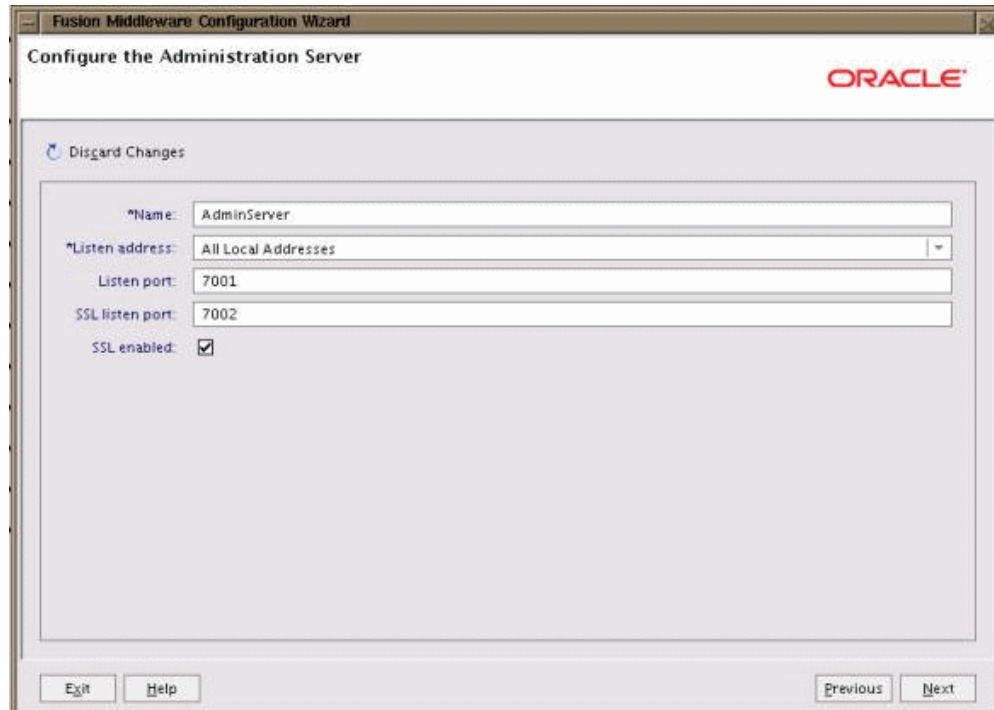 Fusion Middleware Configuration Wizard
Configure the Administration Server
ORACLE
Discard Changes
*Name: AdminServer
*Listen address: All Local Addresses
Listen port: 7001
SSL listen port: 7002
SSL enabled:
Exit Help Previous Next